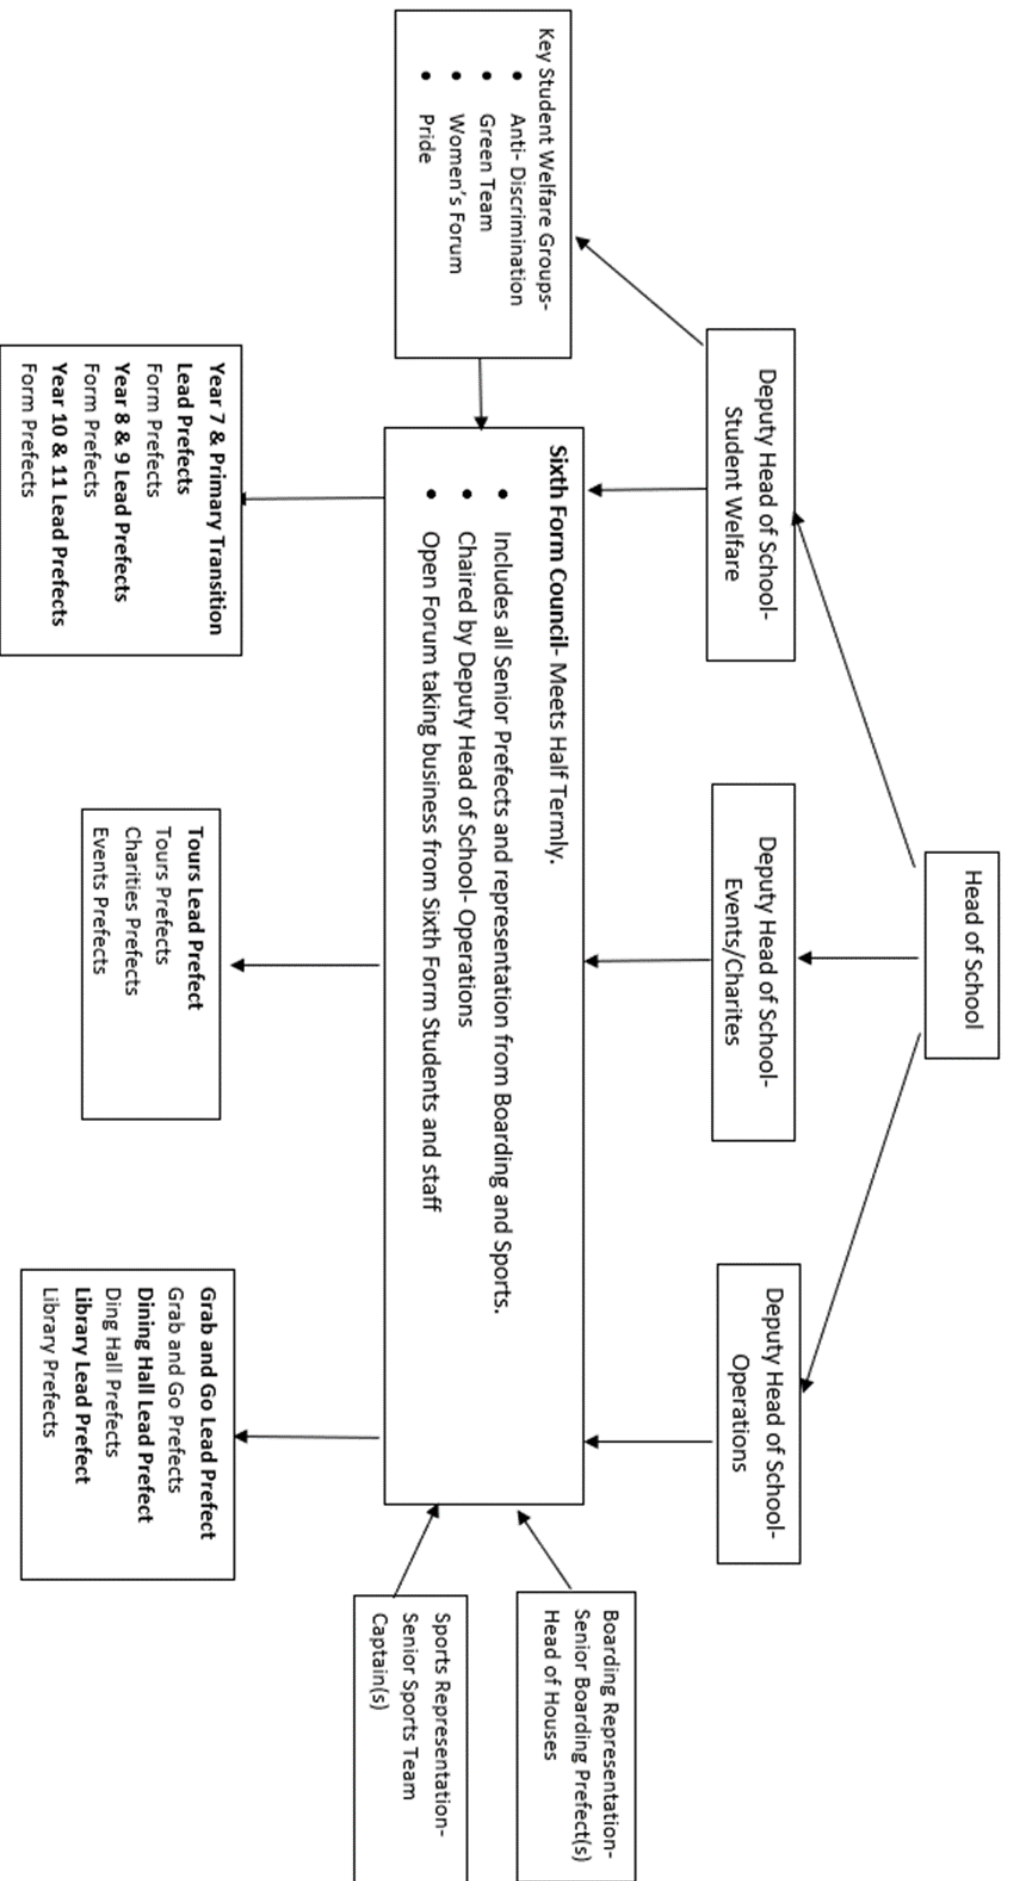 Head of School
Deputy Head of School-
Student Welfare
Deputy Head of School-
Events/Charites
Deputy Head of School-
Operations
Key Student Welfare Groups-
• Anti- Discrimination
• Green Team
• Women's Forum
• Pride
Sixth Form Council- Meets Half Termly.
• Includes all Senior Prefects and representation from Boarding and Sports.
• Chaired by Deputy Head of School- Operations
• Open Forum taking business from Sixth Form Students and staff
Boarding Representation-
Senior Boarding Prefect(s)
Head of Houses
Sports Representation-
Senior Sports Team
Captain(s)
Year 7 & Primary Transition
Lead Prefects
Form Prefects
Year 8 & 9 Lead Prefects
Form Prefects
Year 10 & 11 Lead Prefects
Form Prefects
Tours Lead Prefect
Tours Prefects
Charities Prefects
Events Prefects
Grab and Go Lead Prefect
Grab and Go Prefects
Dining Hall Lead Prefect
Ding Hall Prefects
Library Lead Prefect
Library Prefects